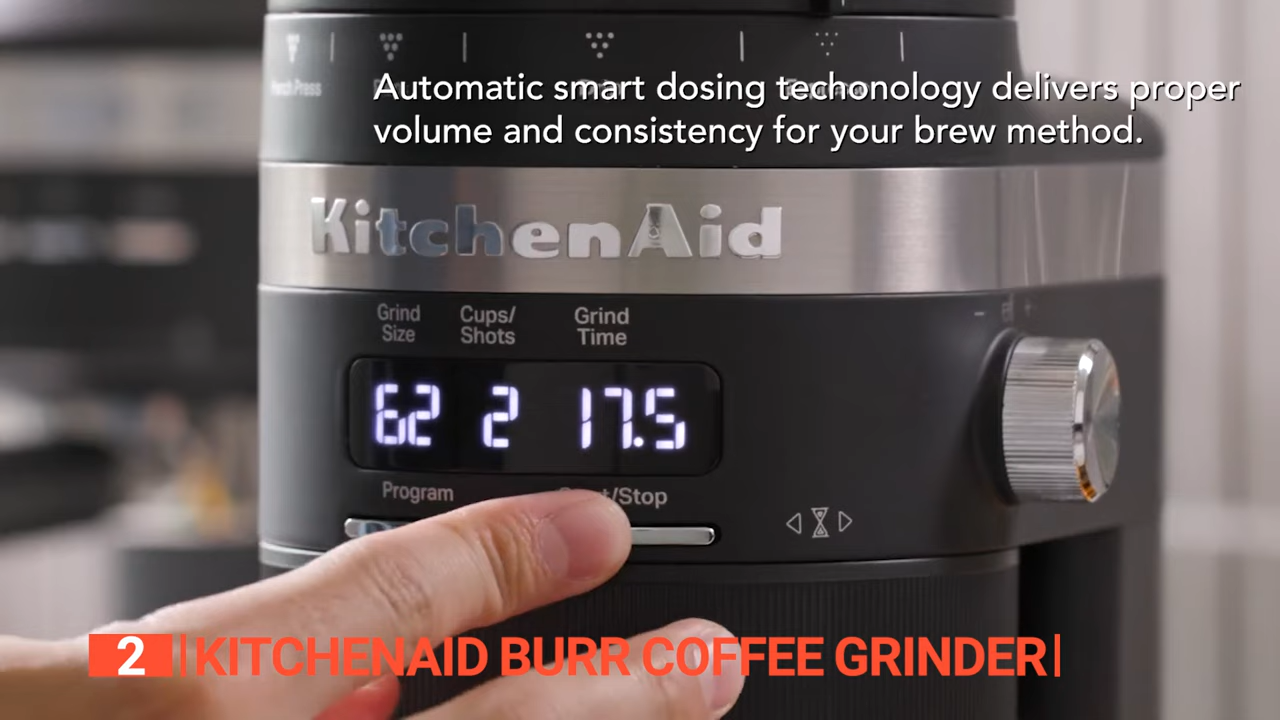 Press
Automatic smart dosing techonology delivers proper
volume and consistency for your brew method.
KitchenAid
Grind Cups/ Grind
Size Shots Time
62 2 17.5
Program /Stop
2 KITCHENAID BURR COFFEE GRINDER